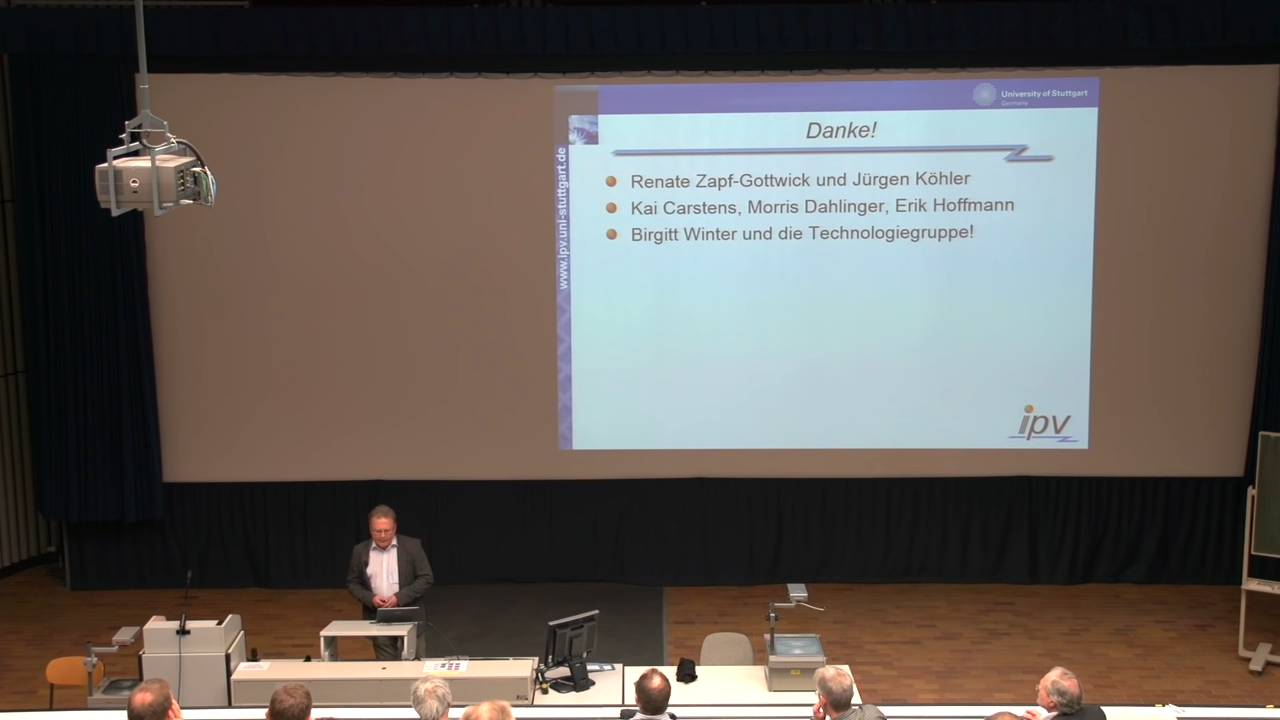 University of Stuttgart
Germany
Danke!
www.ipv.uni-stuttgart.de
Renate Zapf-Gottwick und Jürgen Köhler
Kai Carstens, Morris Dahlinger, Erik Hoffmann
Birgitt Winter und die Technologiegruppe!
ipv